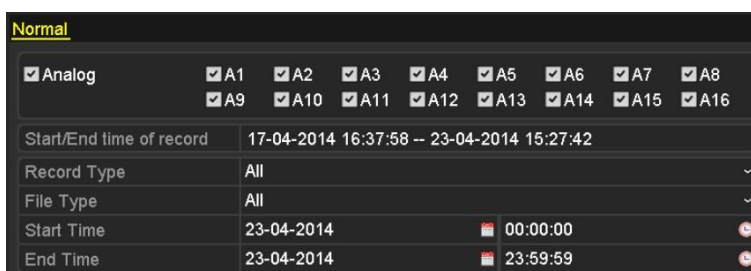 Normal
Analog A1 A2 A3 A4 A5 A6 A7 A8
A9 A10 A11 A12 A13 A14 A15 A16
Start/End time of record 17-04-2014 16:37:58 -- 23-04-2014 15:27:42
Record Type All
File Type All
Start Time 23-04-2014 00:00:00
End Time 23-04-2014 23:59:59